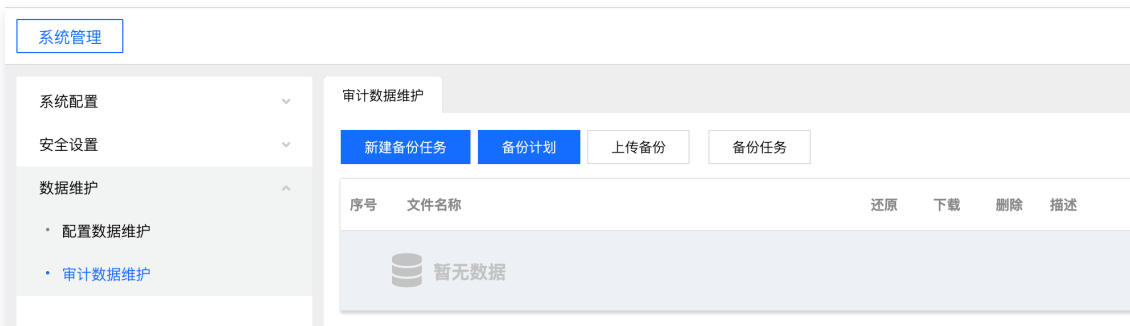 系统管理
系统配置
安全设置
数据维护
配置数据维护
审计数据维护
审计数据维护
新建备份任务 备份计划 上传备份 备份任务
序号 文件名称 还原 下载 删除 描述
暂无数据